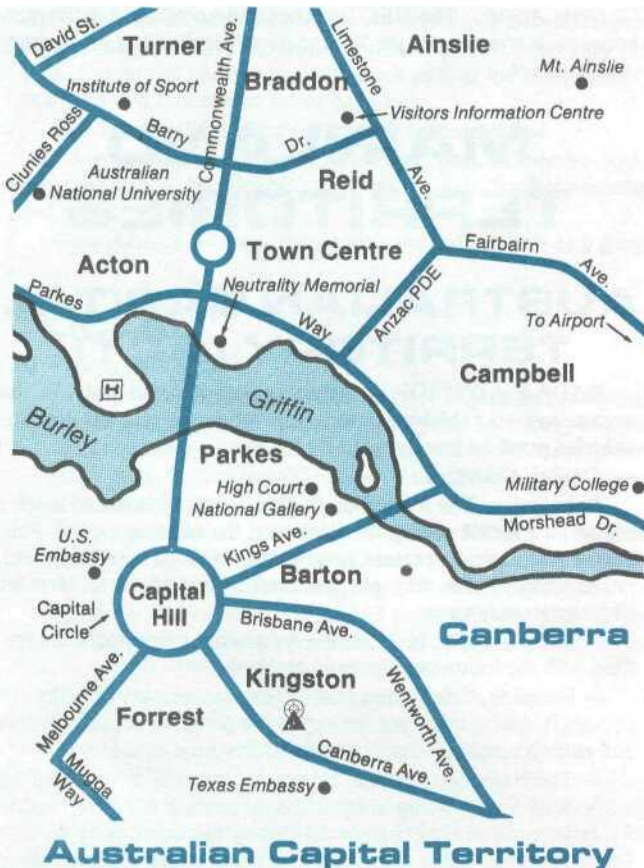 David St.
Turner
Commonwealth Ave.
Limestone
Ainslie
Mt. Ainslie
Institute of Sport
Braddon
Visitors Information Centre
Clunies Ross
Barry
Dr.
Australian
National University
Reid
Ave.
Acton
Town Centre
Fairbairn
Ave.
Parkes
Neutrality Memorial
Way
Anzac PDE
To Airport
Campbell
H
Burley
Griffin
Parkes
High Court
National Gallery
Military College
Morshead Dr.
U.S.
Embassy
Kings Ave.
Barton
Capital
Circle
Capital
Hill
Brisbane Ave.
Canberra
Melbourne Ave.
Kingston
Wentworth Ave.
Forrest
Canberra Ave.
Mugga
Way
Texas Embassy
Australian Capital Territory